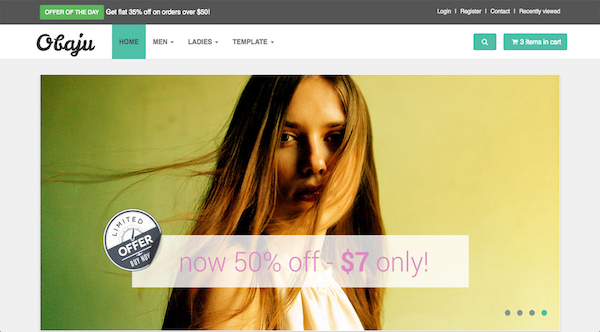 OFFER OF THE DAY Get flat 35% off on orders over $50!
Login | Register | Contact | Recently viewed
Obaju HOME MEN LADIES TEMPLATE 3 items in cart
LIMITED
OFFER
BUY NOW
now 50% off - $7 only!